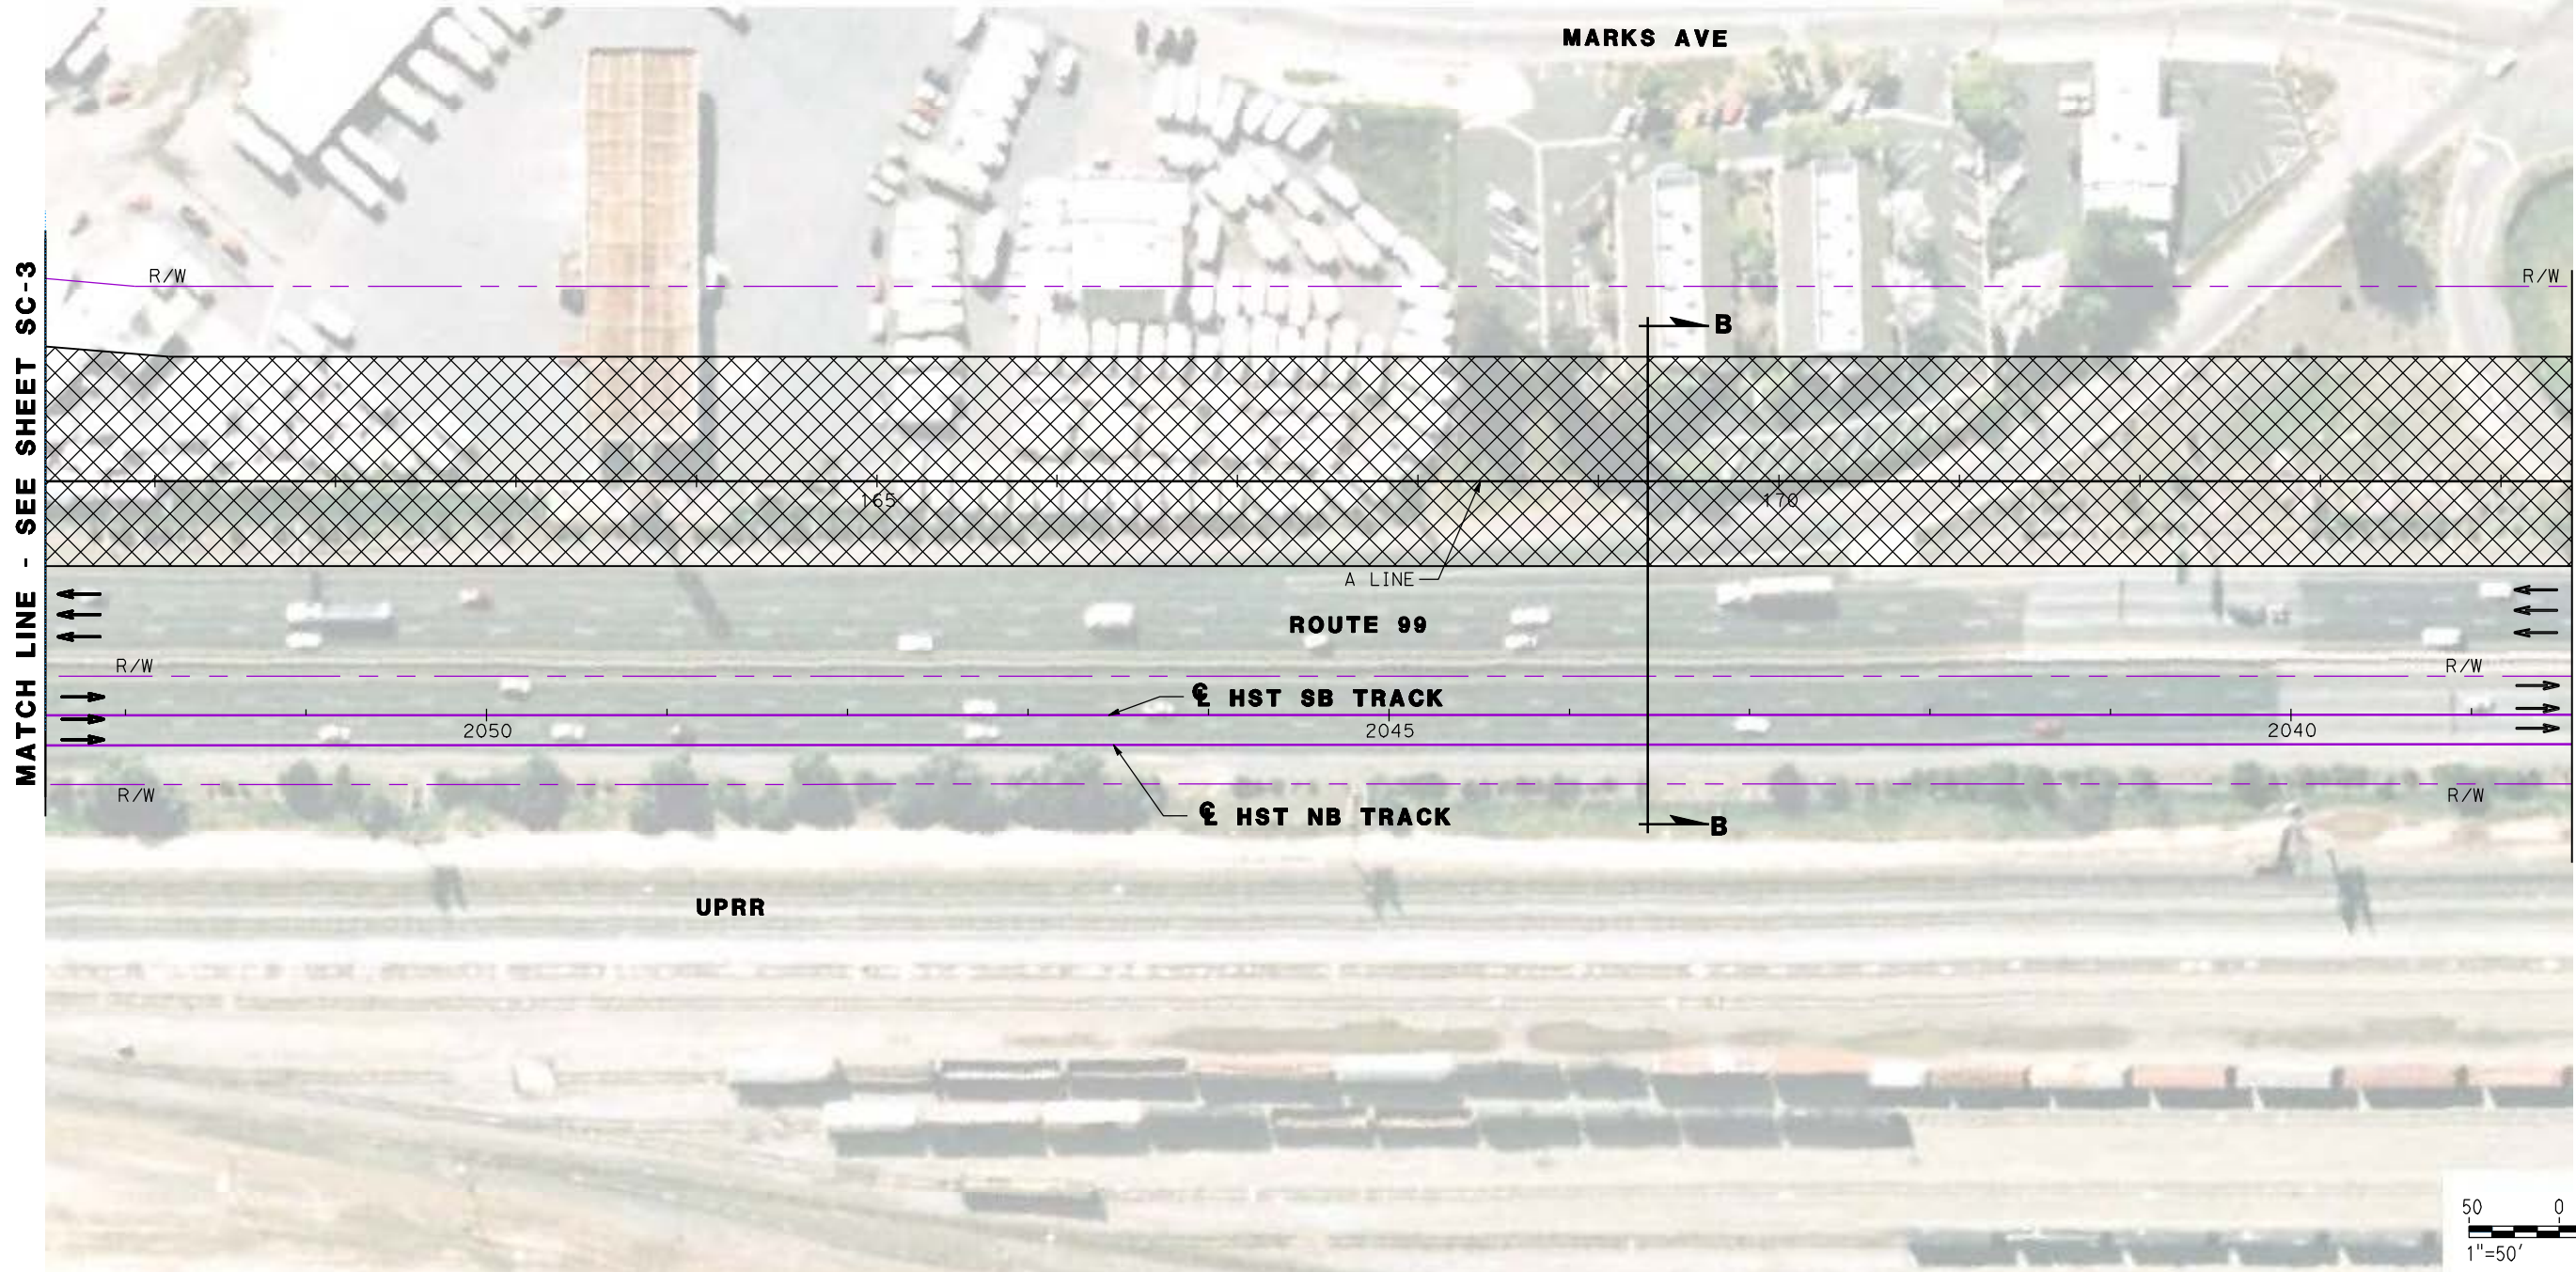 MARKS AVE
R/W
R/W
B
MATCH LINE - SEE SHEET SC-3
165
170
A LINE
ROUTE 99
R/W
R/W
℄ HST SB TRACK
2050
2045
2040
R/W
R/W
℄ HST NB TRACK
B
UPRR
50 0
1"=50'